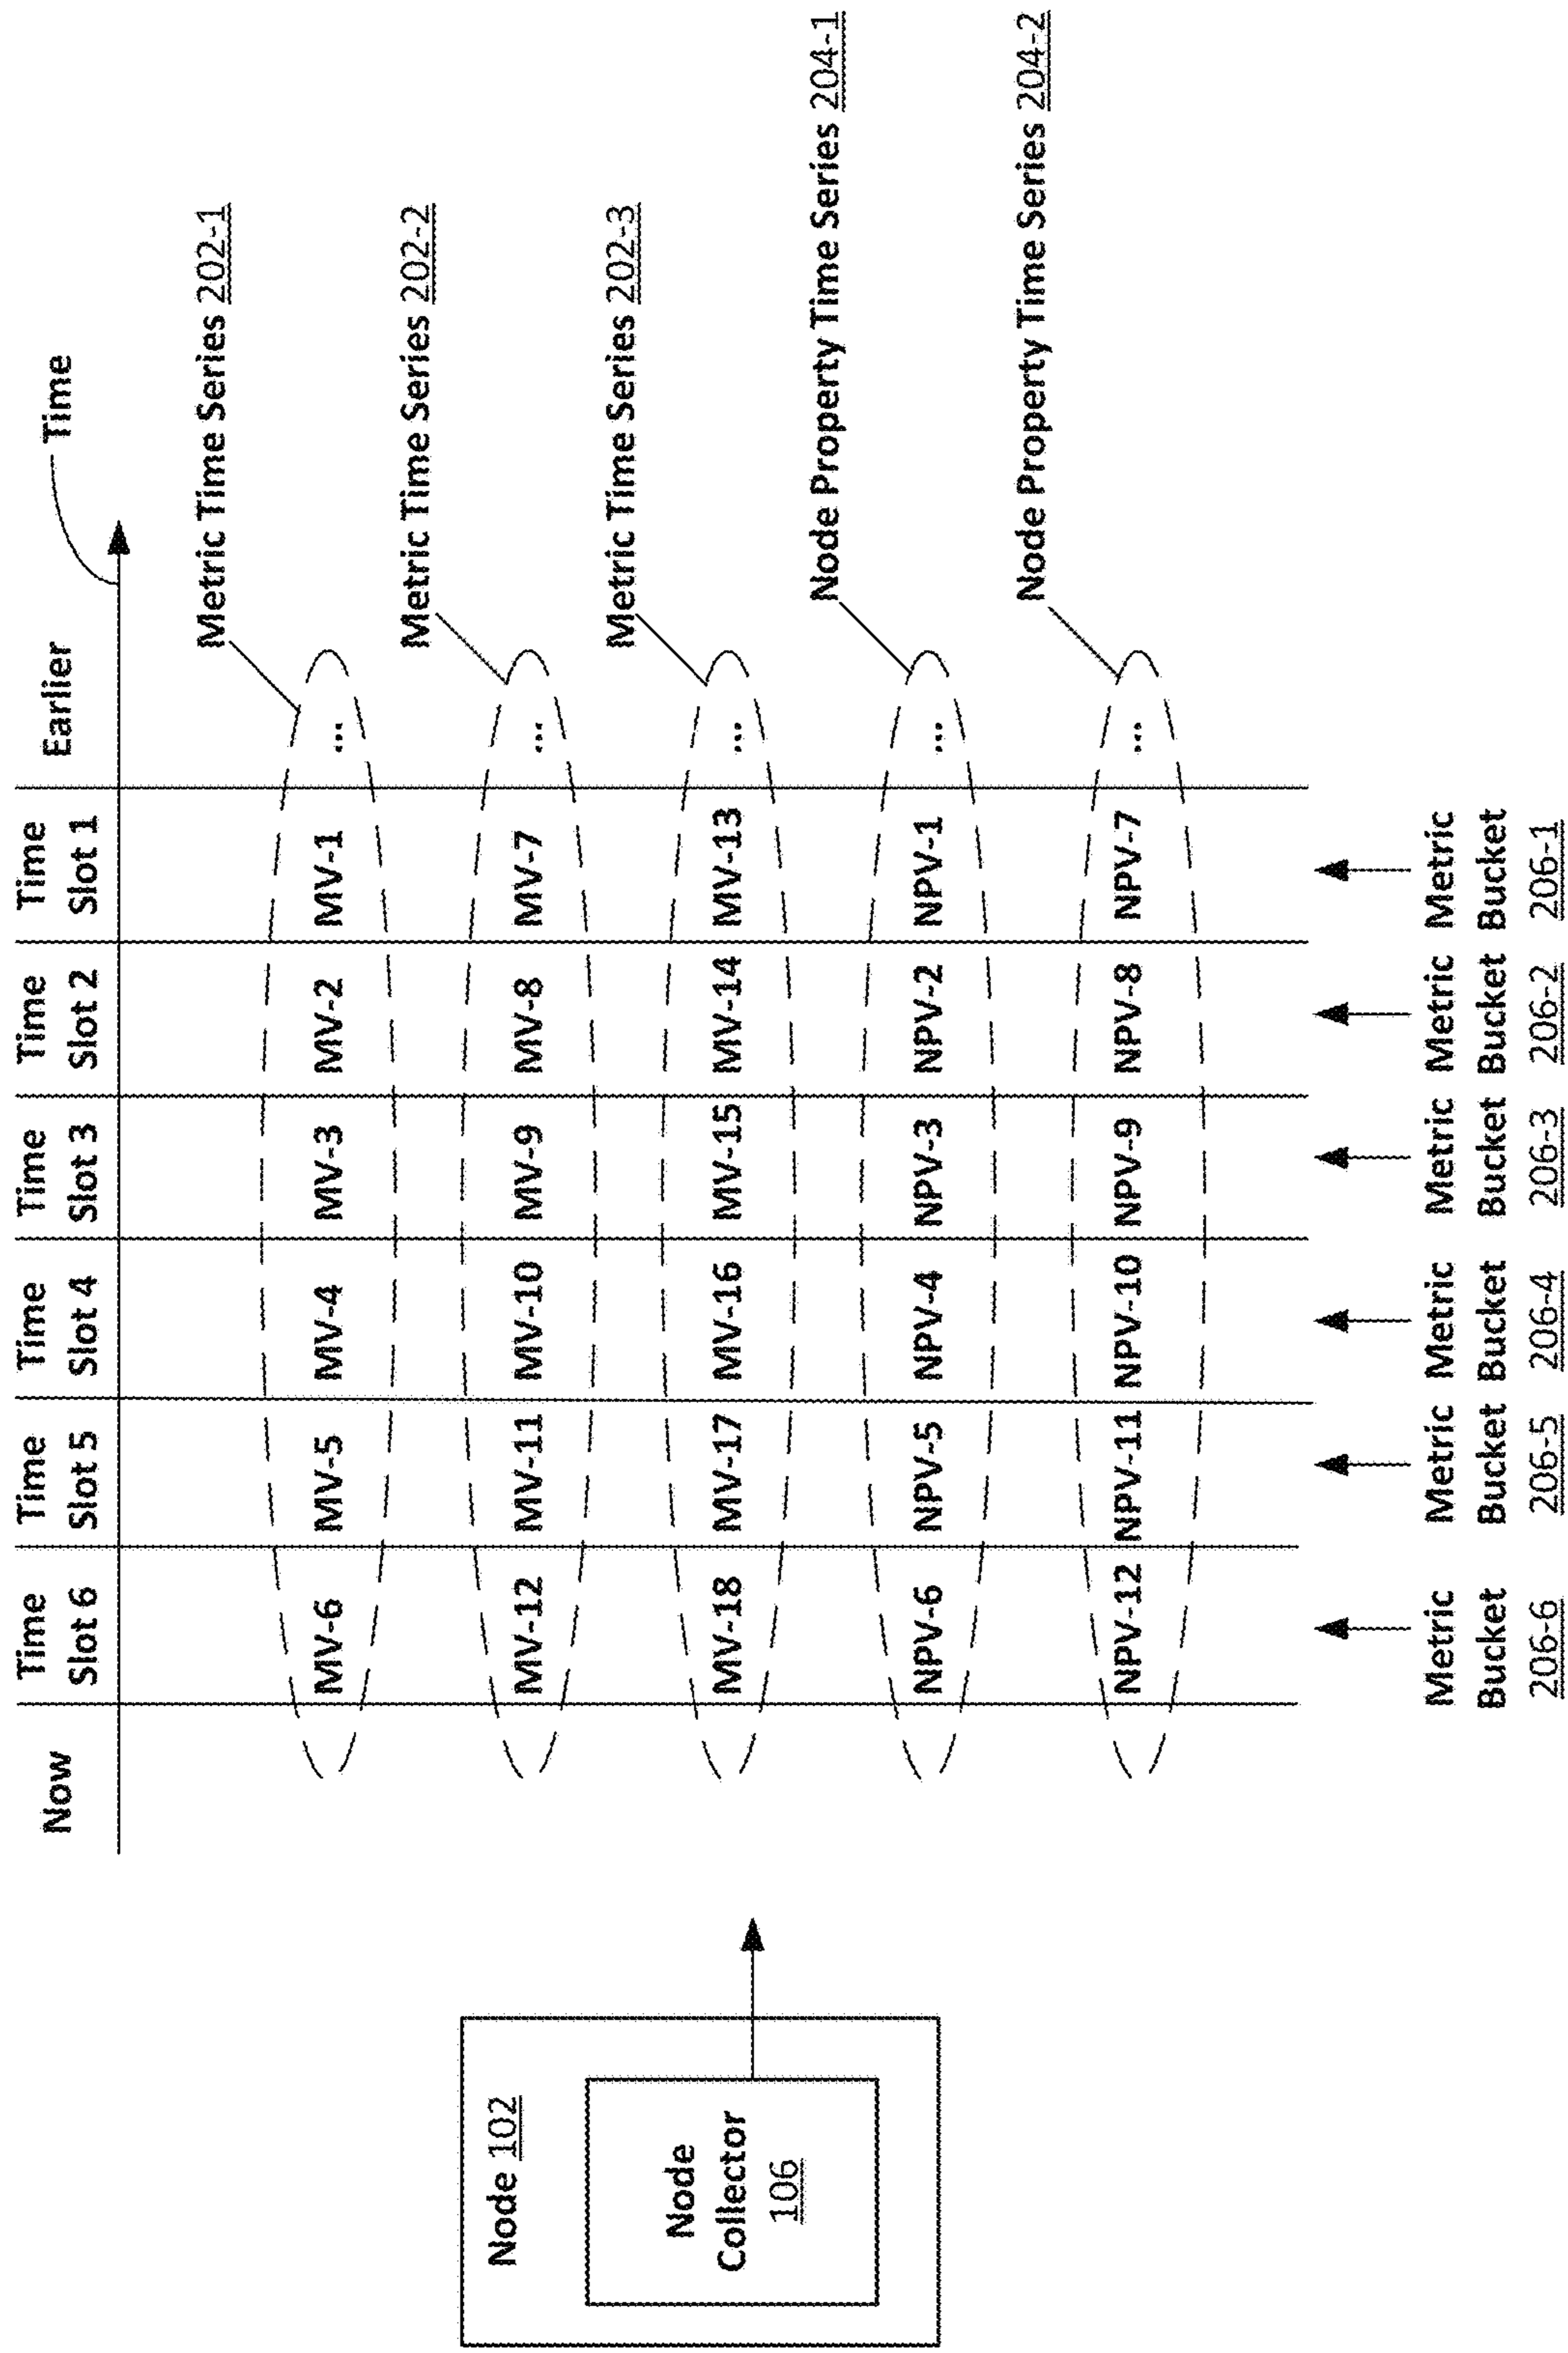 Time
Now
Time
Slot 6
Time
Slot 5
Time
Slot 4
Time
Slot 3
Time
Slot 2
Time
Slot 1
Earlier
Metric Time Series 202-1
MV-6 MV-5 MV-4 MV-3 MV-2 MV-1 ...
Metric Time Series 202-2
MV-12 MV-11 MV-10 MV-9 MV-8 MV-7 ...
Metric Time Series 202-3
MV-18 MV-17 MV-16 MV-15 MV-14 MV-13 ...
Node Property Time Series 204-1
NPV-6 NPV-5 NPV-4 NPV-3 NPV-2 NPV-1 ...
Node Property Time Series 204-2
NPV-12 NPV-11 NPV-10 NPV-9 NPV-8 NPV-7 ...
Node 102
Node
Collector
106
Metric
Bucket
206-6
Metric
Bucket
206-5
Metric
Bucket
206-4
Metric
Bucket
206-3
Metric
Bucket
206-2
Metric
Bucket
206-1